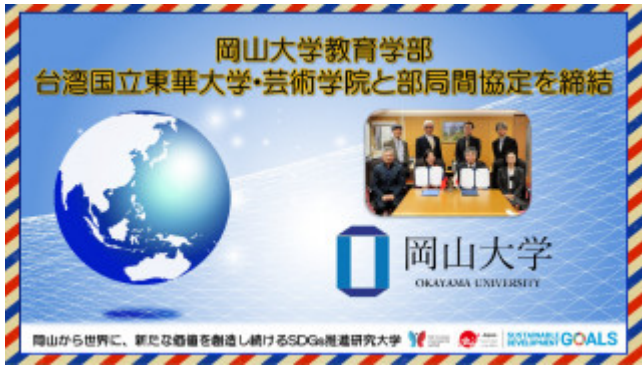 岡山大学教育学部
台湾国立東華大学・芸術学院と部局間協定を締結
岡山大学
OKAYAMA UNIVERSITY
岡山から世界に、新たな価値を創造し続けるSDGs推進研究大学
SUSTAINABLE
DEVELOPMENT
GOALS